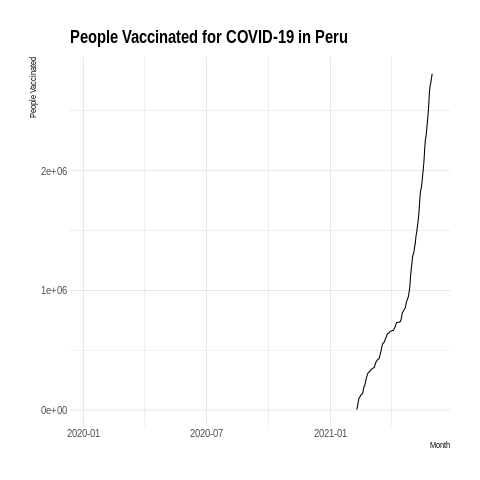 People Vaccinated for COVID-19 in Peru
People Vaccinated
2e+06
1e+06
0e+00
2020-01 2020-07 2021-01
Month